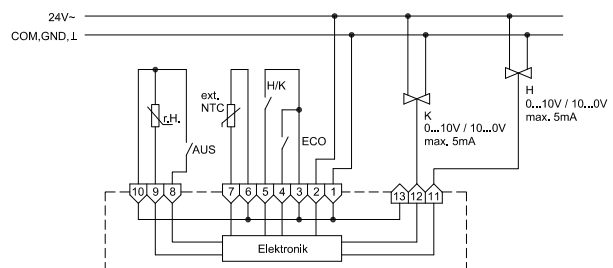 24V~
COM,GND,⊥
H/K
ext.
NTC
r.H.
AUS
ECO
K
0...10V / 10...0V
max. 5mA
H
0...10V / 10...0V
max. 5mA
10 9 8 7 6 5 4 3 2 1 13 12 11
Elektronik